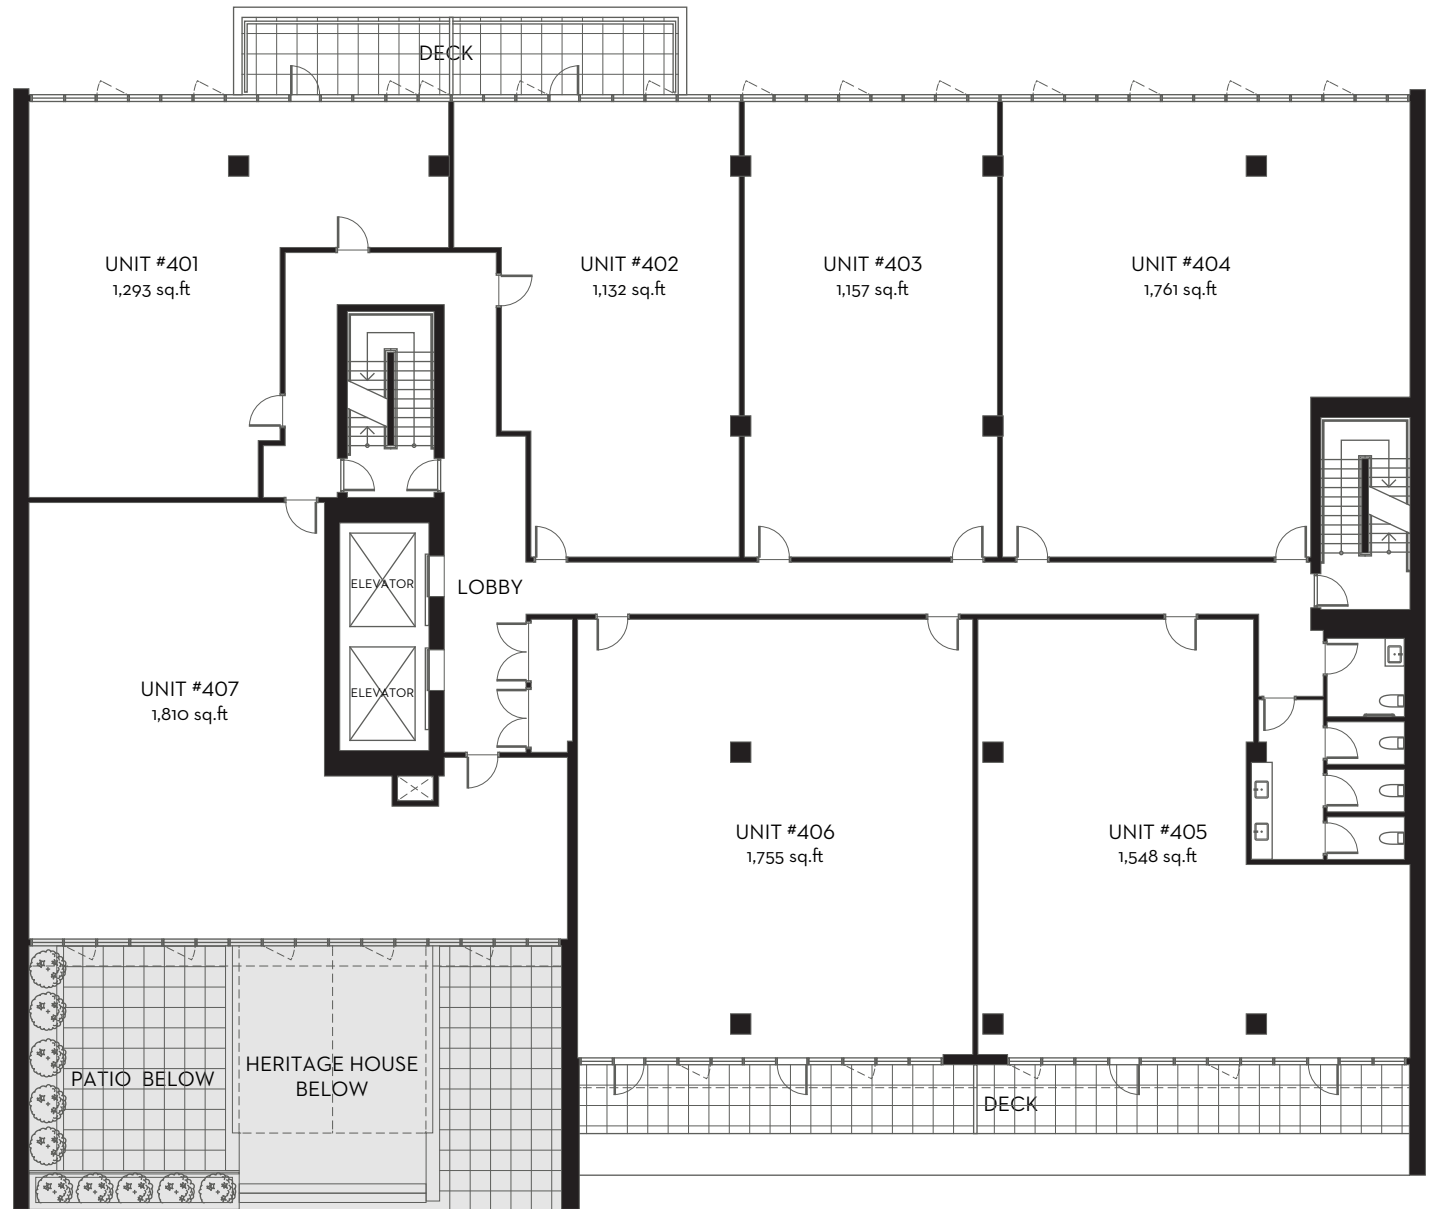 DECK
UNIT #401
1,293 sq.ft
UNIT #402
1,132 sq.ft
UNIT #403
1,157 sq.ft
UNIT #404
1,761 sq.ft
ELEVATOR
LOBBY
UNIT #407
1,810 sq.ft
ELEVATOR
UNIT #406
1,755 sq.ft
UNIT #405
1,548 sq.ft
PATIO BELOW
HERITAGE HOUSE
BELOW
DECK